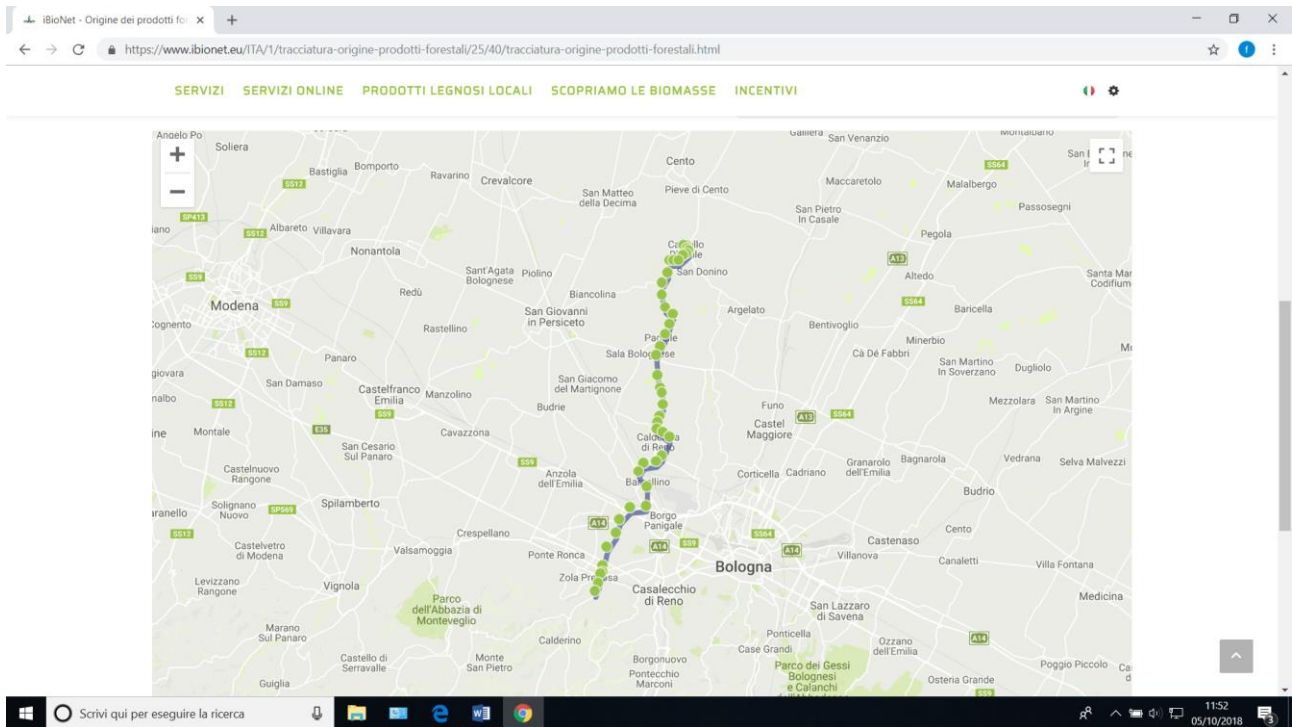 iBioNet - Origine dei prodotti for
https://www.ibionet.eu/ITA/1/tracciatura-origine-prodotti-forestali/25/40/tracciatura-origine-prodotti-forestali.html
SERVIZI SERVIZI ONLINE PRODOTTI LEGNOSI LOCALI SCOPRIAMO LE BIOMASSE INCENTIVI
Angelo Po
Soliera
Bastiglia
Bomporto
Ravarino
Crevalcore
Cento
San Matteo
della Decima
Pieve di Cento
Galliera
San Venanzio
Montalbano
SS64
Maccaretolo
Malalbergo
San Pietro
In Casale
Passosegni
SS12
SP413
SS12
Albareto
Villavara
Nonantola
Pegola
A13
Altedo
San Donino
Sant'Agata
Bolognese
Piolino
SS9
Modena
SS9
Redù
Biancolina
San Giovanni
in Persiceto
Argelato
SS64
Baricella
Rastellino
Bentivoglio
Minerbio
Cà De Fabbri
San Martino
In Soverzano
Dugliolo
SS12
Panaro
San Damaso
Castelfranco
Emilia
SS9
Manzolino
San Giacomo
del Martignone
Budrie
Funo
A13
SS64
Castel
Maggiore
Mezzolara
San Martino
In Argine
SS12
Montale
E35
San Cesario
Sul Panaro
Cavazzona
SS9
Anzola
dell'Emilia
Corticella
Cadriano
Granarolo
dell'Emilia
Bagnarola
Vedrana
Selva Malvezzi
Castelnuovo
Rangone
Budrio
Solignano
Nuovo
SP569
Spilamberto
SS12
Castelvetro
di Modena
Crespellano
Valsamoggia
Ponte Ronca
A14
Borgo
Panigale
A14
SS9
SS64
A14
Bologna
Cento
Castenaso
Villanova
Canaletti
Villa Fontana
Levizzano
Rangone
Vignola
Parco
dell'Abbazia di
Monteveglio
Casalecchio
di Reno
San Lazzaro
di Savena
Medicina
Marano
Sul Panaro
Calderino
Ponticella
Case Grandi
Ozzano
dell'Emilia
A14
Castello di
Serravalle
Monte
San Pietro
Borgonuovo
Pontecchio
Marconi
Parco dei Gessi
Bolognesi
e Calanchi
Osteria Grande
SS9
Poggio Piccolo
Guiglia
Scrivi qui per eseguire la ricerca
11:52
05/10/2018